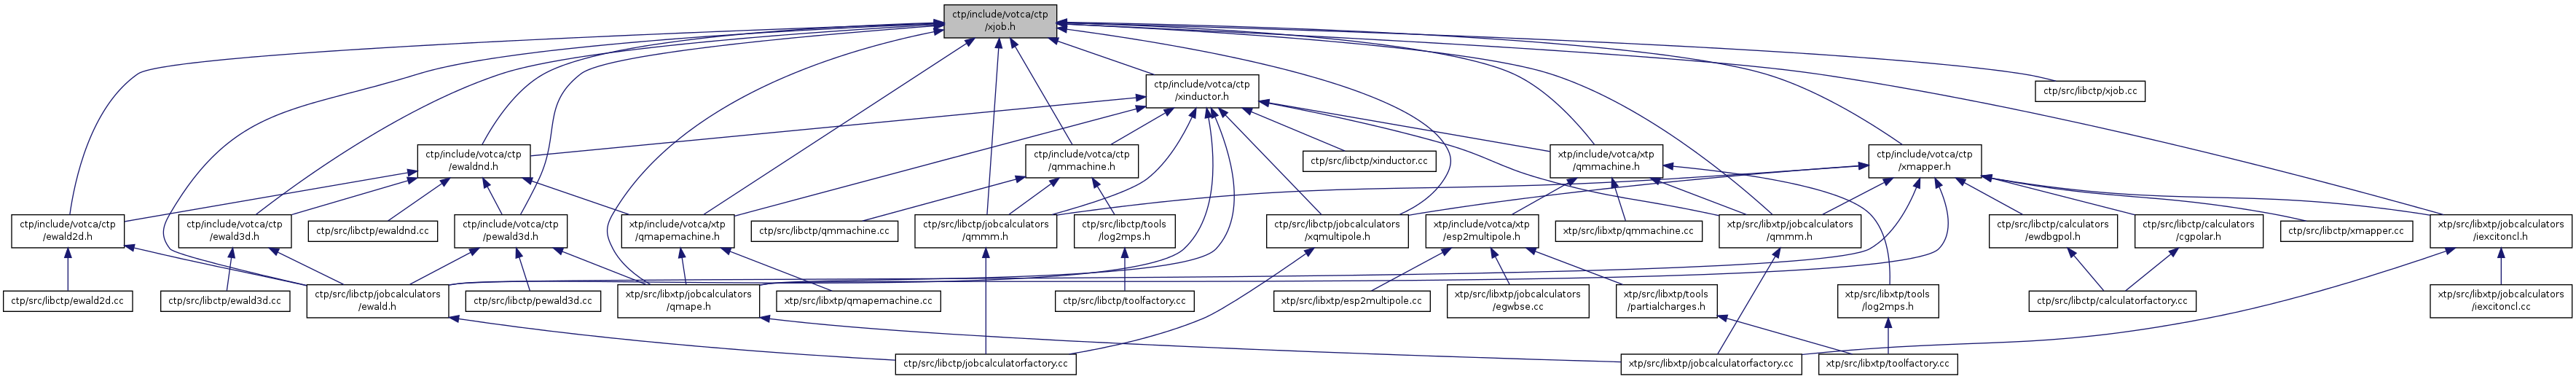 ctp/include/votca/ctp
/xjob.h
ctp/include/votca/ctp
/xinductor.h
ctp/src/libctp/xjob.cc
ctp/include/votca/ctp
/ewaldnd.h
ctp/include/votca/ctp
/qmmachine.h
ctp/src/libctp/xinductor.cc
xtp/include/votca/xtp
/qmmachine.h
ctp/include/votca/ctp
/xmapper.h
ctp/include/votca/ctp
/ewald2d.h
ctp/include/votca/ctp
/ewald3d.h
ctp/src/libctp/ewaldnd.cc
ctp/include/votca/ctp
/pewald3d.h
xtp/include/votca/xtp
/qmapemachine.h
ctp/src/libctp/qmmachine.cc
ctp/src/libctp/jobcalculators
/qmmm.h
ctp/src/libctp/tools
/log2mps.h
ctp/src/libctp/jobcalculators
/xqmultipole.h
xtp/include/votca/xtp
/esp2multipole.h
xtp/src/libxtp/qmmachine.cc
xtp/src/libxtp/jobcalculators
/qmmm.h
ctp/src/libctp/calculators
/ewdbgpol.h
ctp/src/libctp/calculators
/cgpolar.h
ctp/src/libctp/xmapper.cc
xtp/src/libxtp/jobcalculators
/iexcitoncl.h
ctp/src/libctp/ewald2d.cc
ctp/src/libctp/ewald3d.cc
ctp/src/libctp/jobcalculators
/ewald.h
ctp/src/libctp/pewald3d.cc
xtp/src/libxtp/jobcalculators
/qmape.h
xtp/src/libxtp/qmapemachine.cc
ctp/src/libctp/toolfactory.cc
xtp/src/libxtp/esp2multipole.cc
xtp/src/libxtp/jobcalculators
/egwbse.cc
xtp/src/libxtp/tools
/partialcharges.h
xtp/src/libxtp/tools
/log2mps.h
ctp/src/libctp/calculatorfactory.cc
xtp/src/libxtp/jobcalculators
/iexcitoncl.cc
ctp/src/libctp/jobcalculatorfactory.cc
xtp/src/libxtp/jobcalculatorfactory.cc
xtp/src/libxtp/toolfactory.cc